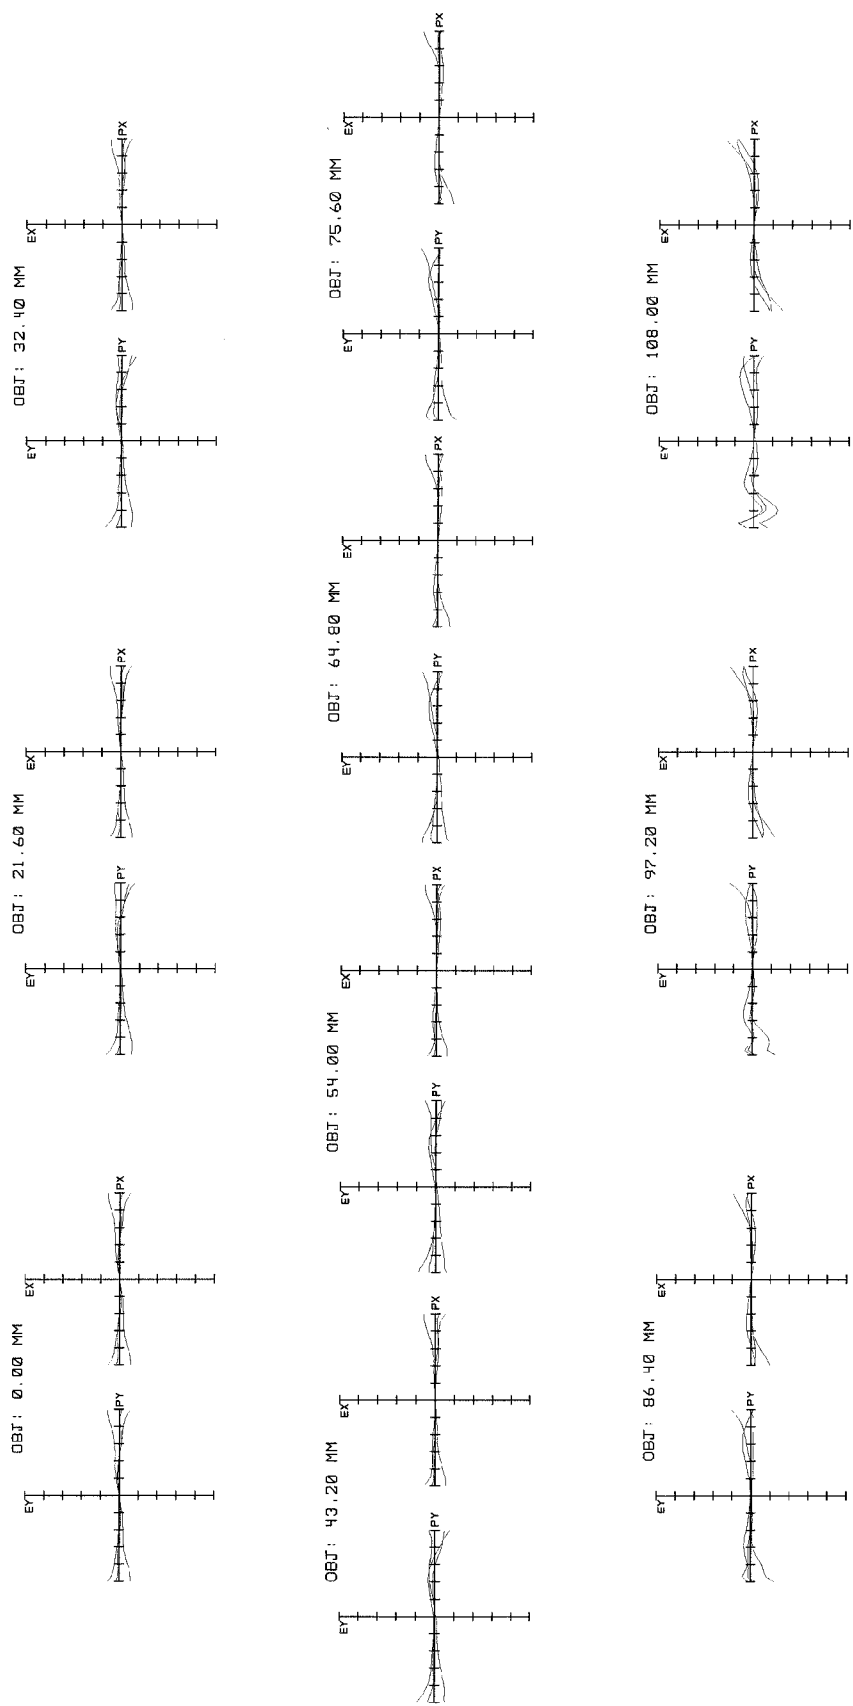 OBJ: 0.00 MM
EY
PY
EX
PX
OBJ: 21.60 MM
EY
PY
EX
PX
OBJ: 32.40 MM
EY
PY
EX
PX
OBJ: 43.20 MM
EY
PY
EX
PX
OBJ: 54.00 MM
EY
PY
EX
PX
OBJ: 64.80 MM
EY
PY
EX
PX
OBJ: 75.60 MM
EY
PY
EX
PX
OBJ: 86.40 MM
EY
PY
EX
PX
OBJ: 97.20 MM
EY
PY
EX
PX
OBJ: 108.00 MM
EY
PY
EX
PX